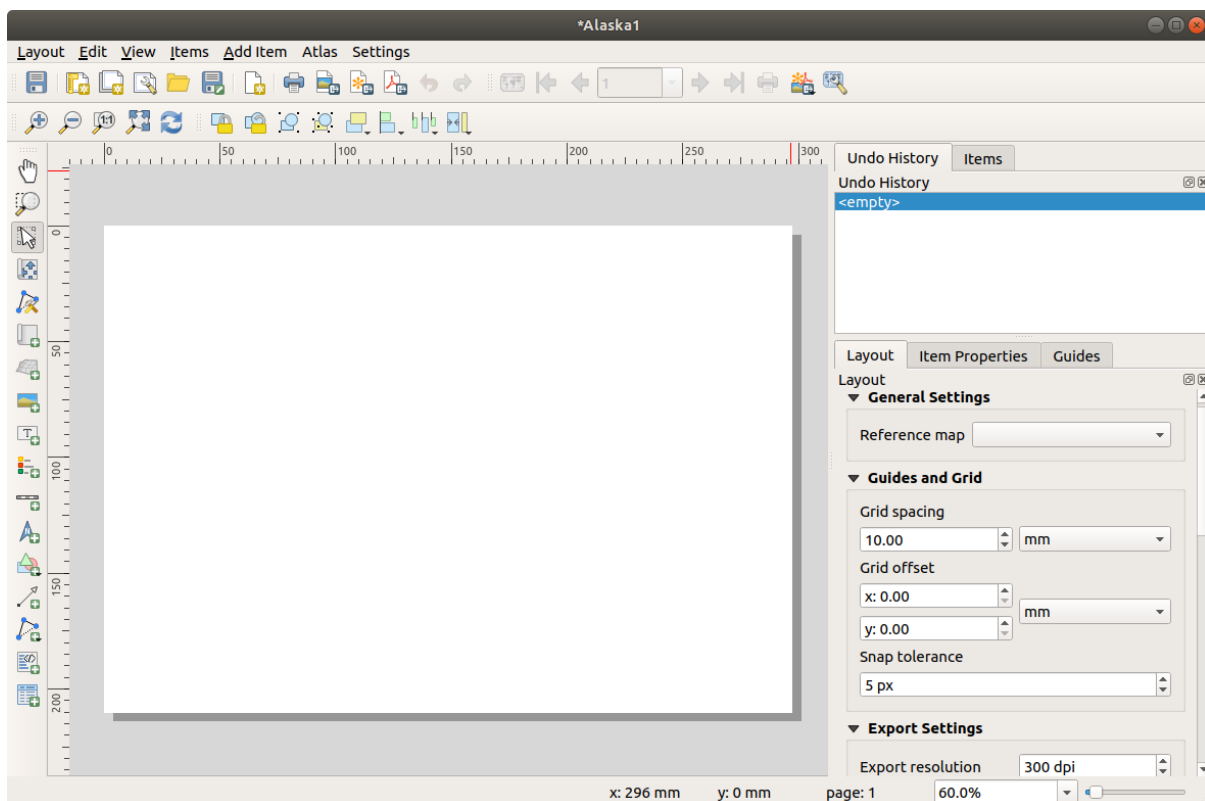 *Alaska1
Layout Edit View Items Add Item Atlas Settings
1
1:1
0 50 100 150 200 250 300
0
50
100
150
200
Undo History Items
Undo History
<empty>
Layout Item Properties Guides
Layout
General Settings
Reference map
Guides and Grid
Grid spacing
10.00 mm
Grid offset
x: 0.00
mm
y: 0.00
Snap tolerance
5 px
Export Settings
Export resolution 300 dpi
x: 296 mm y: 0 mm page: 1 60.0%